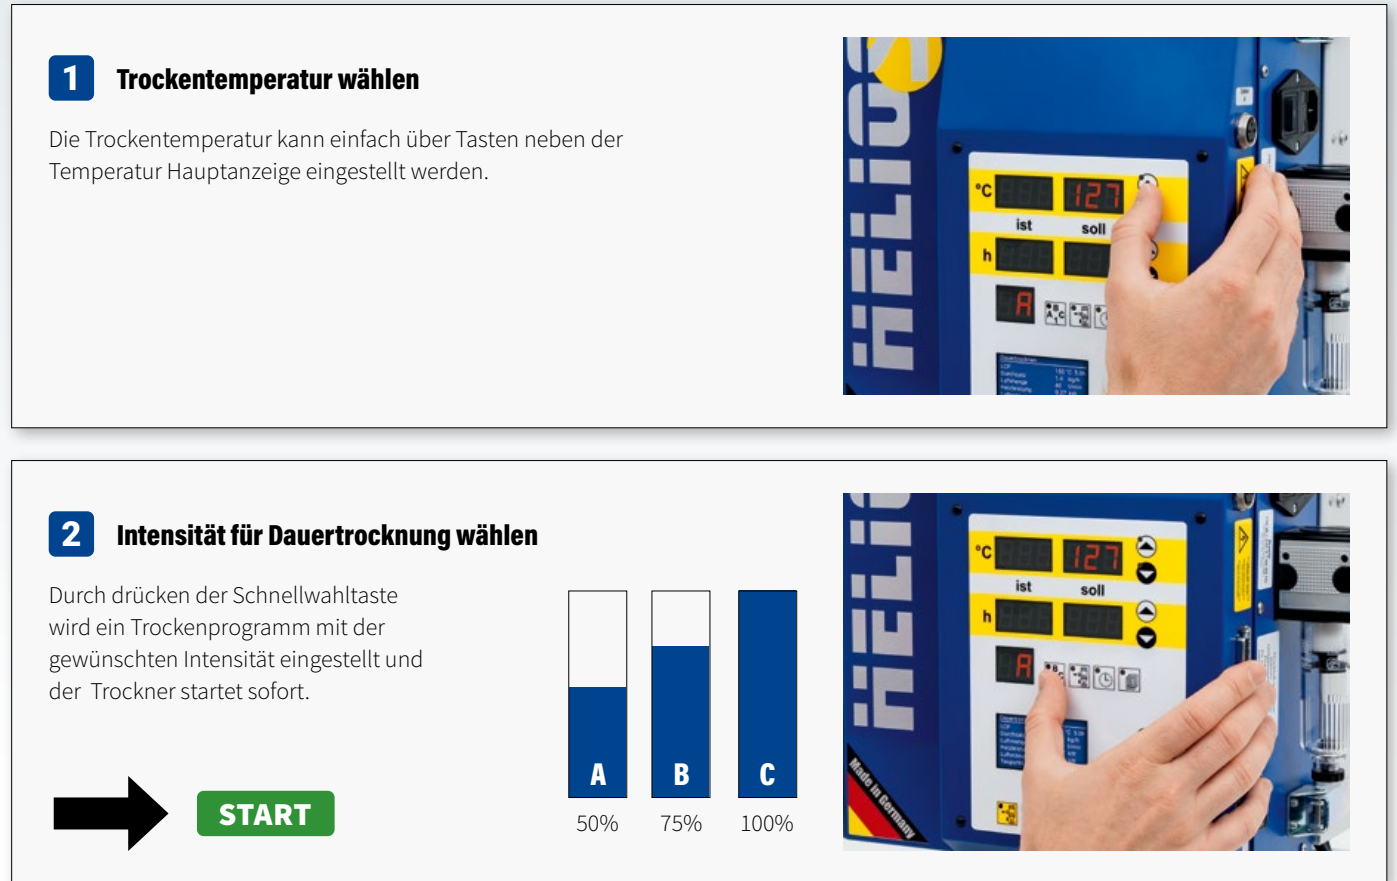 1 Trockentemperatur wählen
Die Trockentemperatur kann einfach über Tasten neben der
Temperatur Hauptanzeige eingestellt werden.
HELIOS
°C 127
ist soll
h
A
Dauertrocknen
2 Intensität für Dauertrocknung wählen
Durch drücken der Schnellwahltaste
wird ein Trockenprogramm mit der
gewünschten Intensität eingestellt und
der Trockner startet sofort.
START
A B C
50% 75% 100%
°C 127
ist soll
h
A
Made in Germany